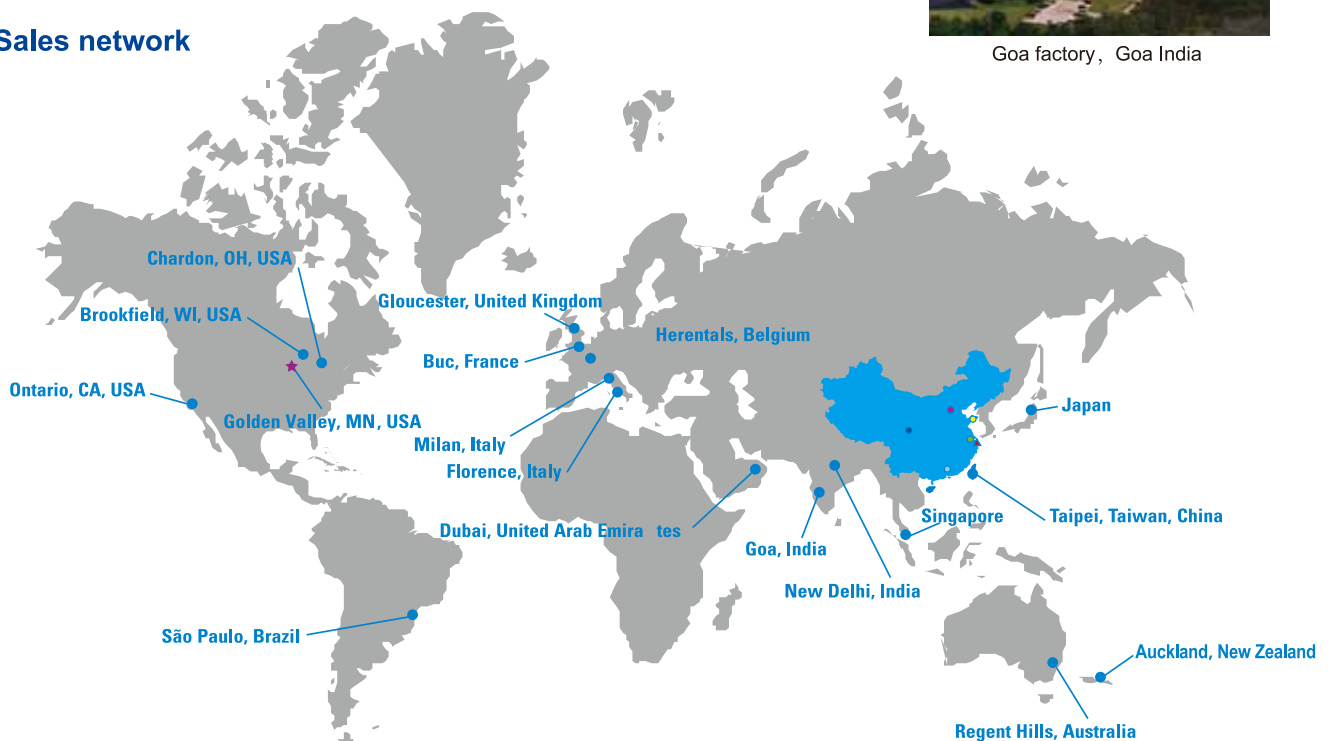 Sales network
Goa factory，Goa India
Chardon, OH, USA
Gloucester, United Kingdom
Brookfield, WI, USA
Herentals, Belgium
Buc, France
Ontario, CA, USA
Japan
Golden Valley, MN, USA
Milan, Italy
Florence, Italy
Singapore
Taipei, Taiwan, China
Dubai, United Arab Emira tes
Goa, India
New Delhi, India
São Paulo, Brazil
Auckland, New Zealand
Regent Hills, Australia